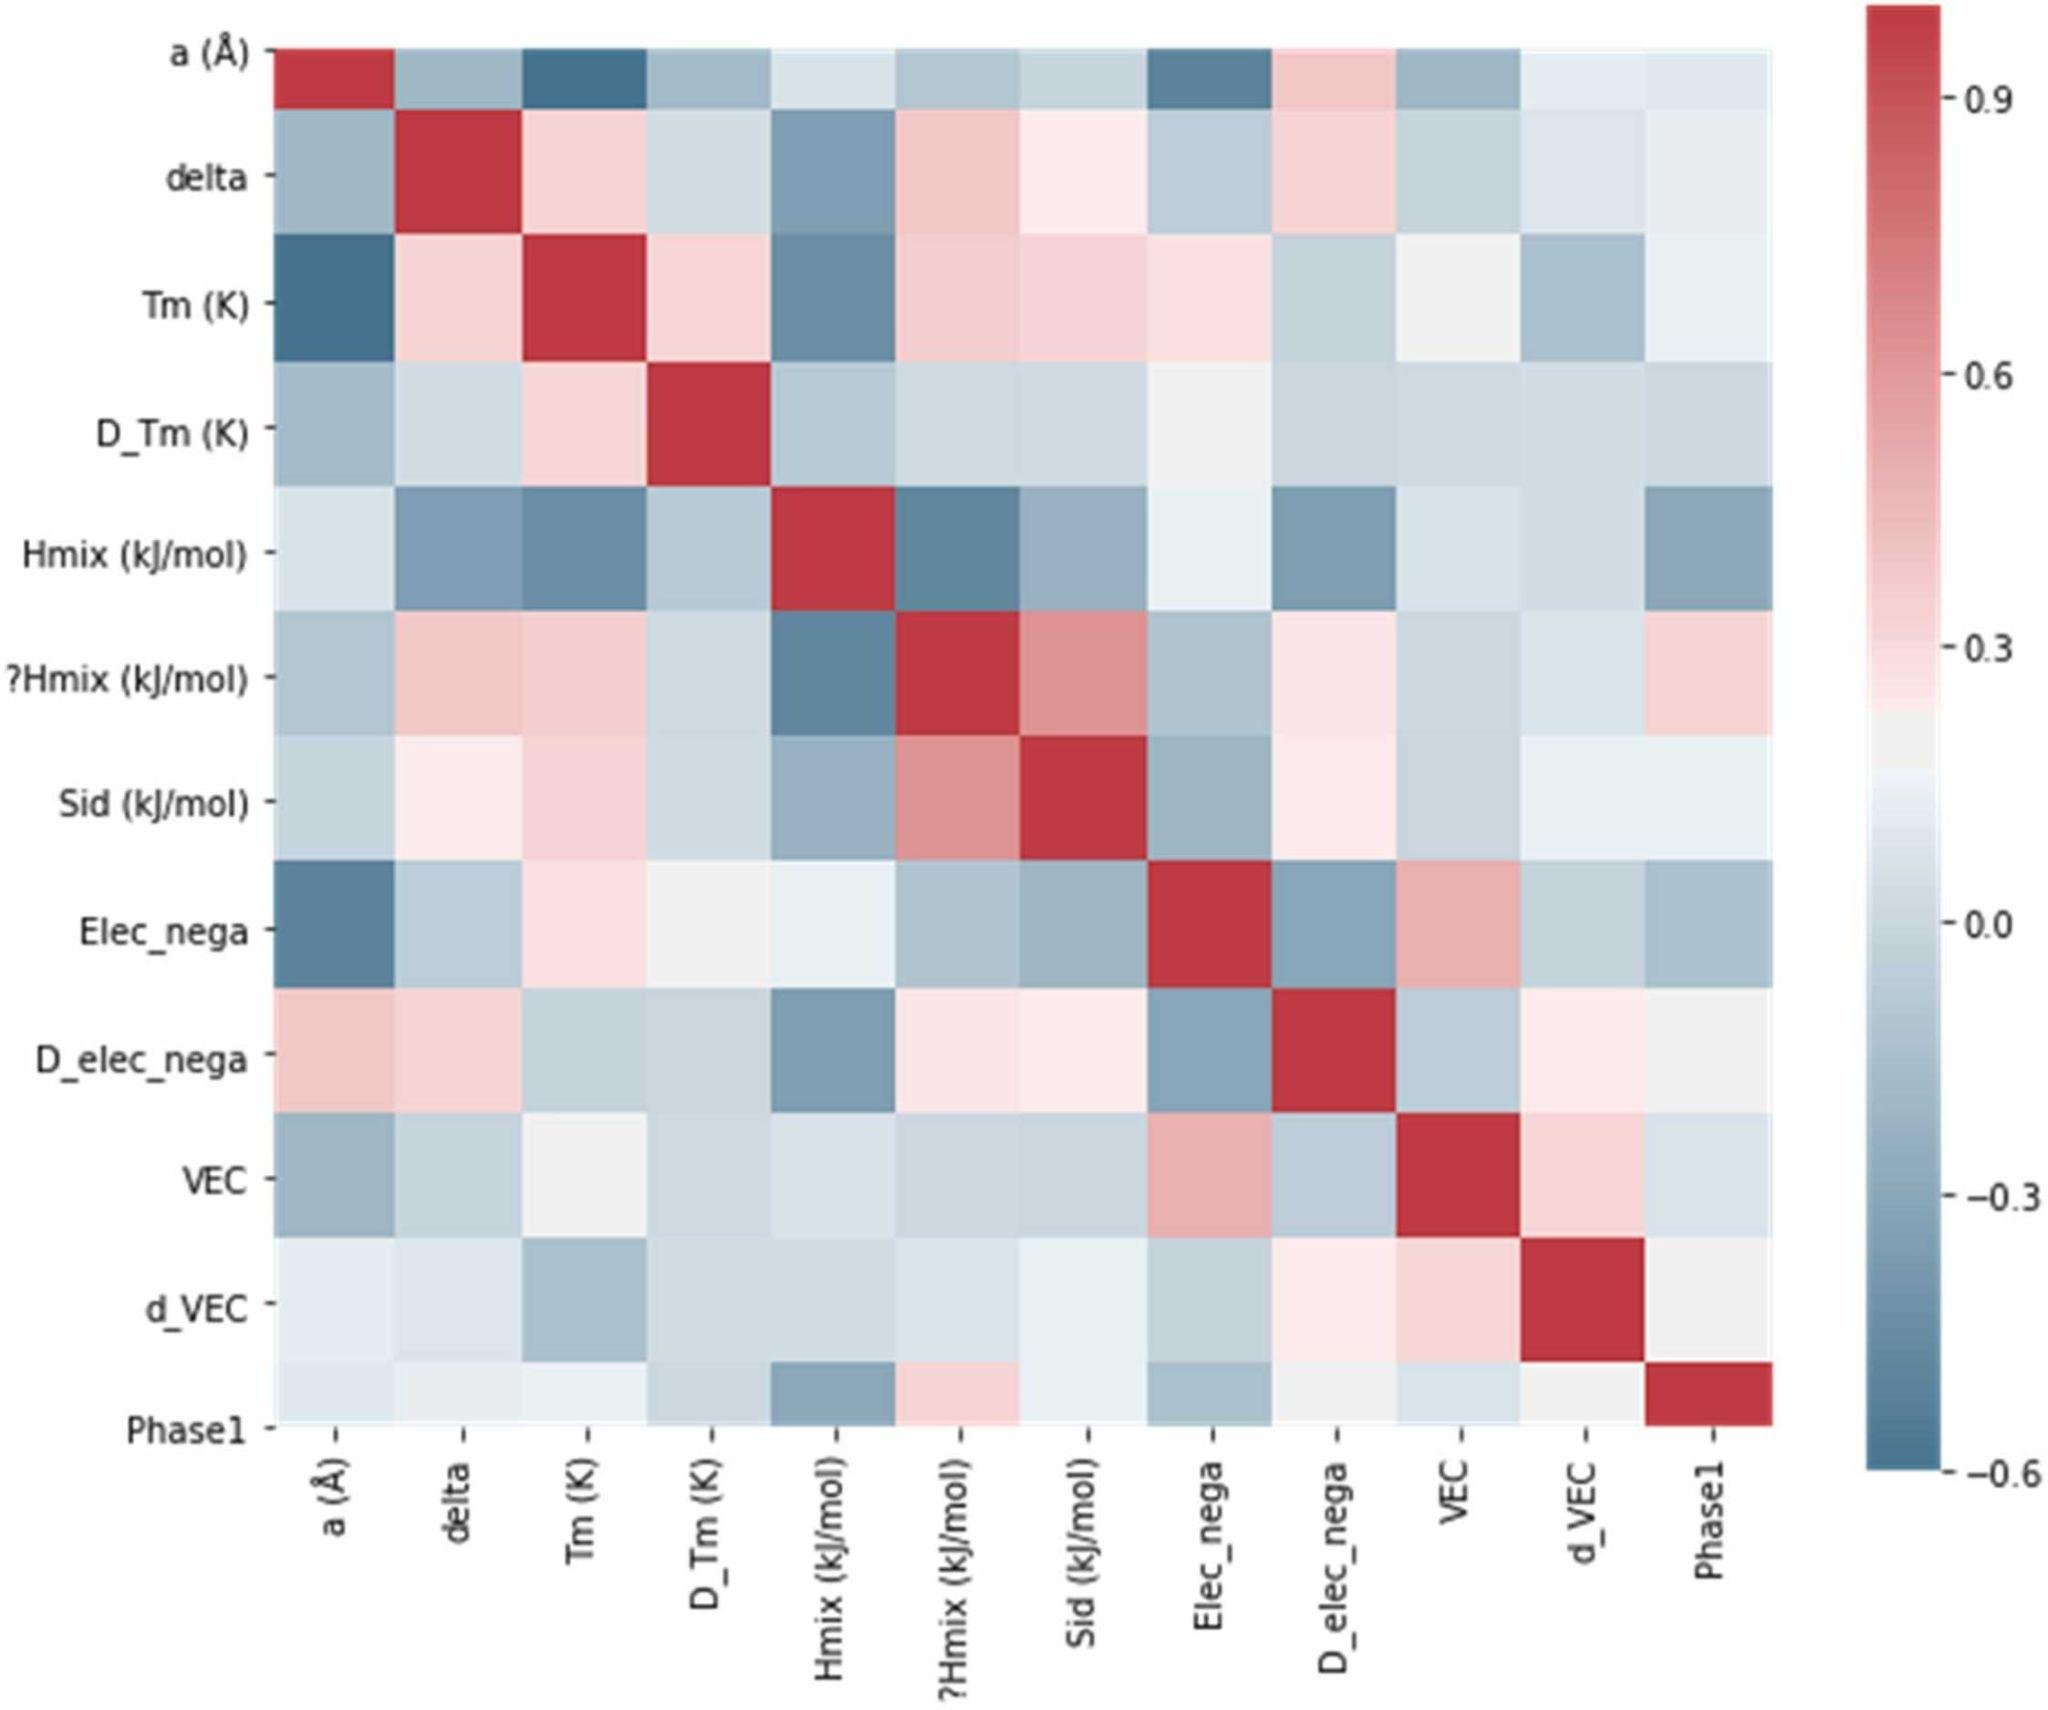 a (Å)
delta
Tm (K)
D_Tm (K)
Hmix (kJ/mol)
?Hmix (kJ/mol)
Sid (kJ/mol)
Elec_nega
D_elec_nega
VEC
d_VEC
Phase1
a (Å)
delta
Tm (K)
D_Tm (K)
Hmix (kJ/mol)
?Hmix (kJ/mol)
Sid (kJ/mol)
Elec_nega
D_elec_nega
VEC
d_VEC
Phase1
0.9
0.6
0.3
0.0
−0.3
−0.6